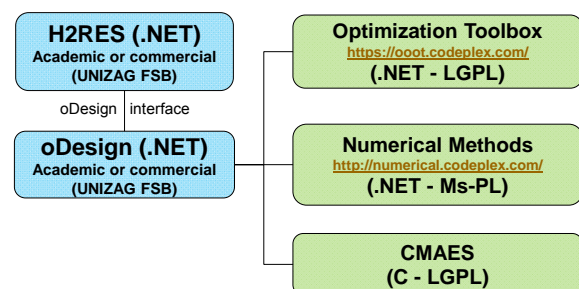 H2RES (.NET)
Academic or commercial
(UNIZAG FSB)
oDesign interface
oDesign (.NET)
Academic or commercial
(UNIZAG FSB)
Optimization Toolbox
https://ooot.codeplex.com/
(.NET - LGPL)
Numerical Methods
http://numerical.codeplex.com/
(.NET - Ms-PL)
CMAES
(C - LGPL)